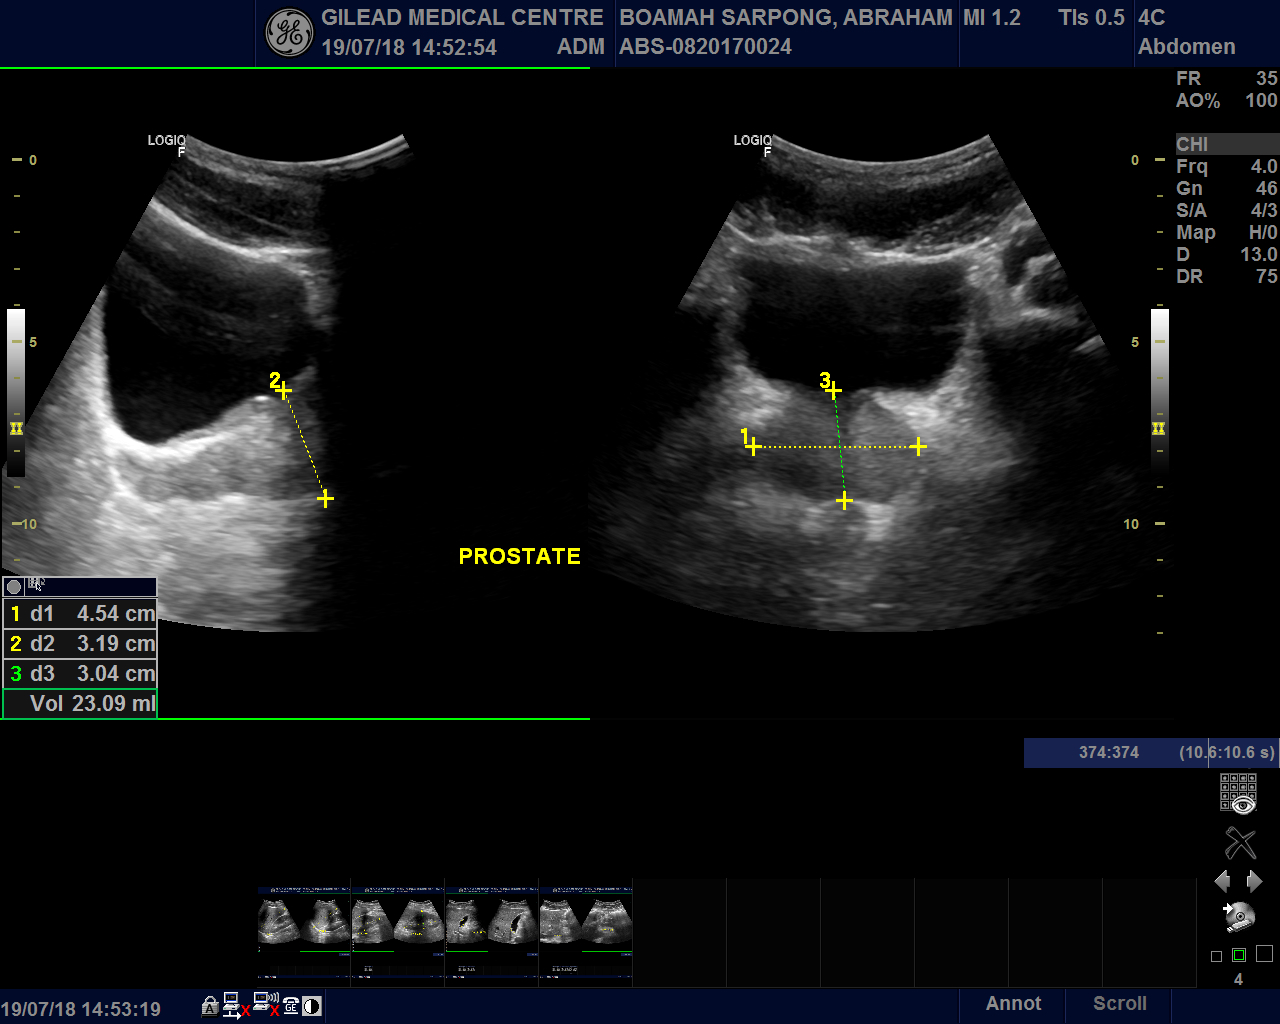 GILEAD MEDICAL CENTRE
19/07/18 14:52:54 ADM
BOAMAH SARPONG, ABRAHAM
ABS-0820170024
MI 1.2 TIs 0.5
4C
Abdomen
FR 35
AO% 100
CHI
Frq 4.0
Gn 46
S/A 4/3
Map H/0
D 13.0
DR 75
LOGIQ
F
LOGIQ
F
0
5
10
0
5
10
2
1
3
1
PROSTATE
1 d1 4.54 cm
2 d2 3.19 cm
3 d3 3.04 cm
Vol 23.09 ml
374:374 (10.6:10.6 s)
4
19/07/18 14:53:19
A
GE
Annot
Scroll